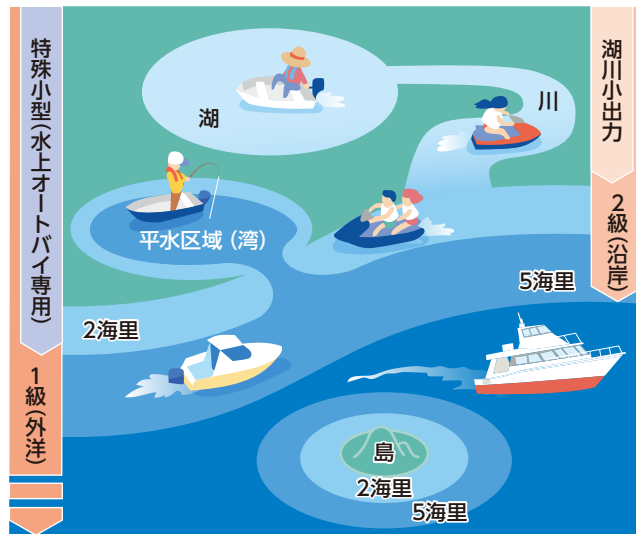 特殊小型（水上オートバイ専用）
1級（外洋）
湖
川
平水区域（湾）
2海里
5海里
島
2海里
5海里
湖川小出力
2級（沿岸）